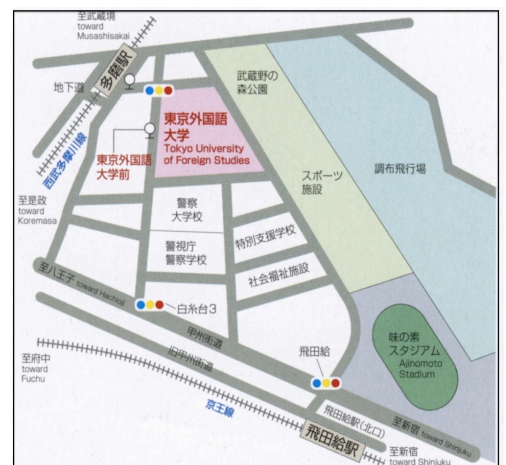 至武蔵境
toward
Musashisakai
多磨駅
地下道
西武多摩川線
武蔵野の
森公園
東京外国語
大学
Tokyo University
of Foreign Studies
東京外国語
大学前
調布飛行場
スポーツ
施設
至是政
toward
Koremasa
警察
大学校
特別支援学校
警視庁
警察学校
社会福祉施設
至八王子 toward Hachioji
白糸台3
甲州街道
味の素
スタジアム
Ajinomoto
Stadium
飛田給
旧甲州街道
至府中
toward
Fuchu
京王線
飛田給駅(北口)
至新宿 toward Shinjuku
飛田給駅
至新宿
toward Shinjuku